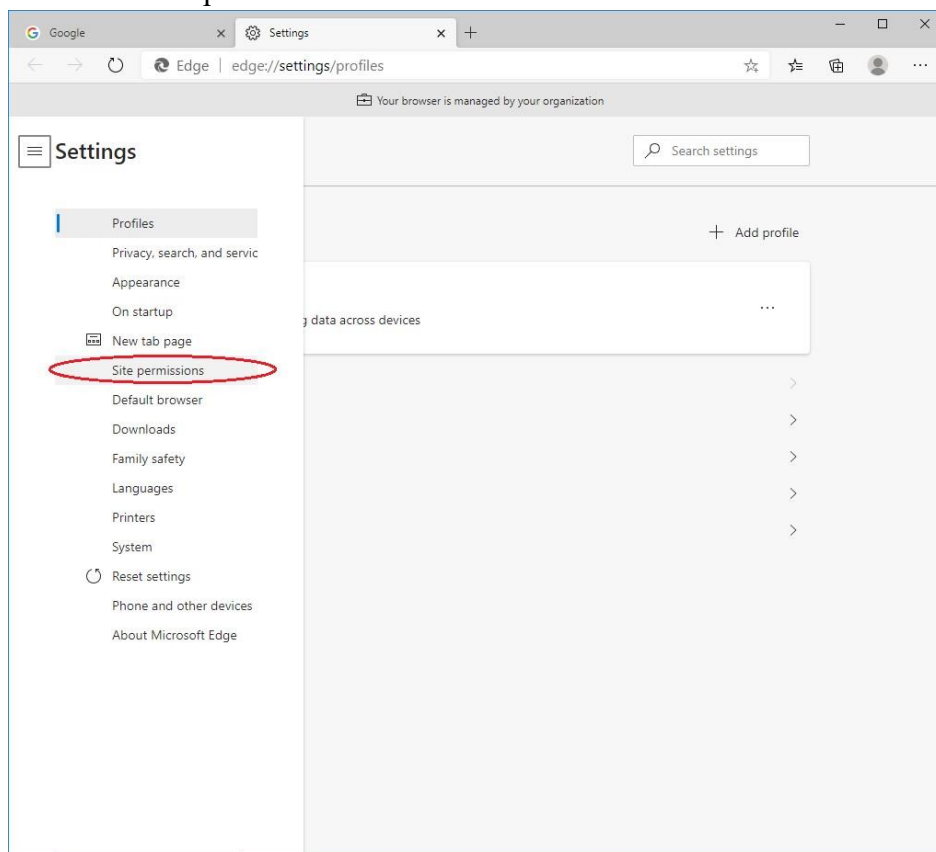 Google
Settings
Edge | edge://settings/profiles
Your browser is managed by your organization
Settings
Search settings
Profiles
Add profile
Privacy, search, and servic
Appearance
On startup
g data across devices
New tab page
Site permissions
Default browser
Downloads
Family safety
Languages
Printers
System
Reset settings
Phone and other devices
About Microsoft Edge